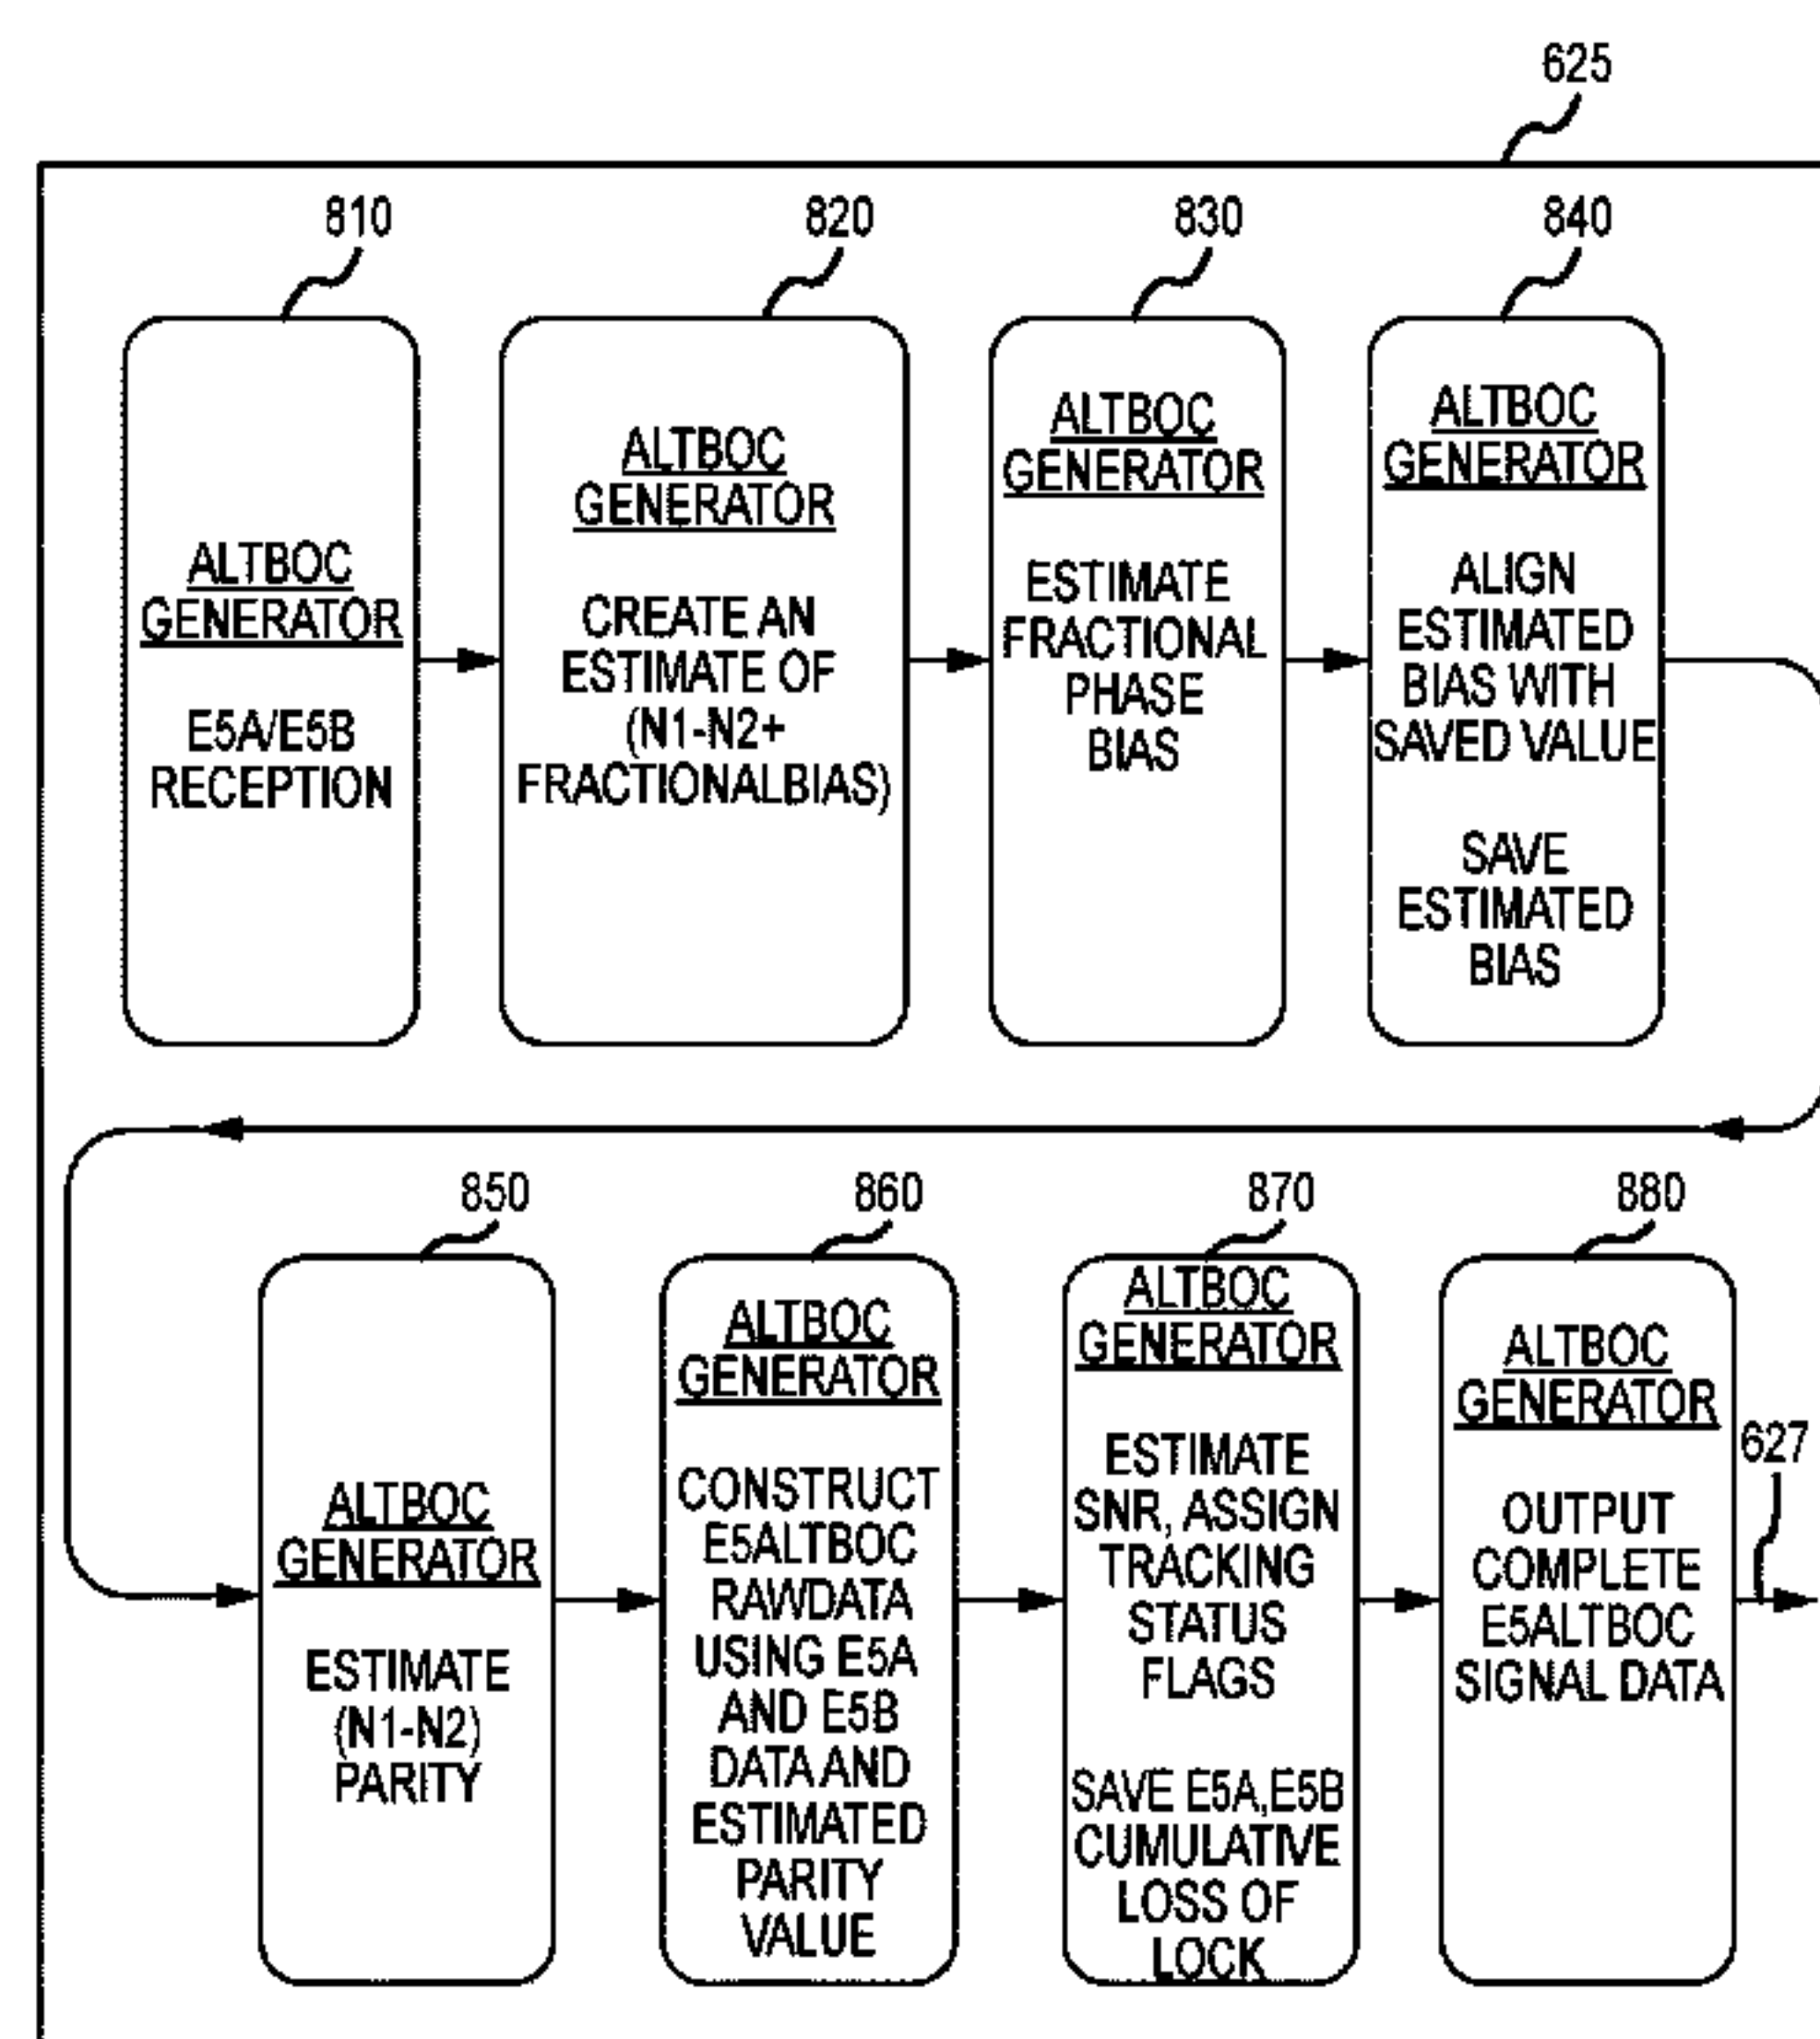 625
810
820
830
840
ALTBOC
GENERATOR
E5A/E5B
RECEPTION
ALTBOC
GENERATOR
CREATE AN
ESTIMATE OF
(N1-N2+
FRACTIONALBIAS)
ALTBOC
GENERATOR
ESTIMATE
FRACTIONAL
PHASE
BIAS
ALTBOC
GENERATOR
ALIGN
ESTIMATED
BIAS WITH
SAVED VALUE
SAVE
ESTIMATED
BIAS
850
860
870
880
ALTBOC
GENERATOR
ESTIMATE
(N1-N2)
PARITY
ALTBOC
GENERATOR
CONSTRUCT
E5ALTBOC
RAWDATA
USING E5A
AND E5B
DATA AND
ESTIMATED
PARITY
VALUE
ALTBOC
GENERATOR
ESTIMATE
SNR, ASSIGN
TRACKING
STATUS
FLAGS
SAVE E5A,E5B
CUMULATIVE
LOSS OF
LOCK
ALTBOC
GENERATOR
OUTPUT
COMPLETE
E5ALTBOC
SIGNAL DATA
627